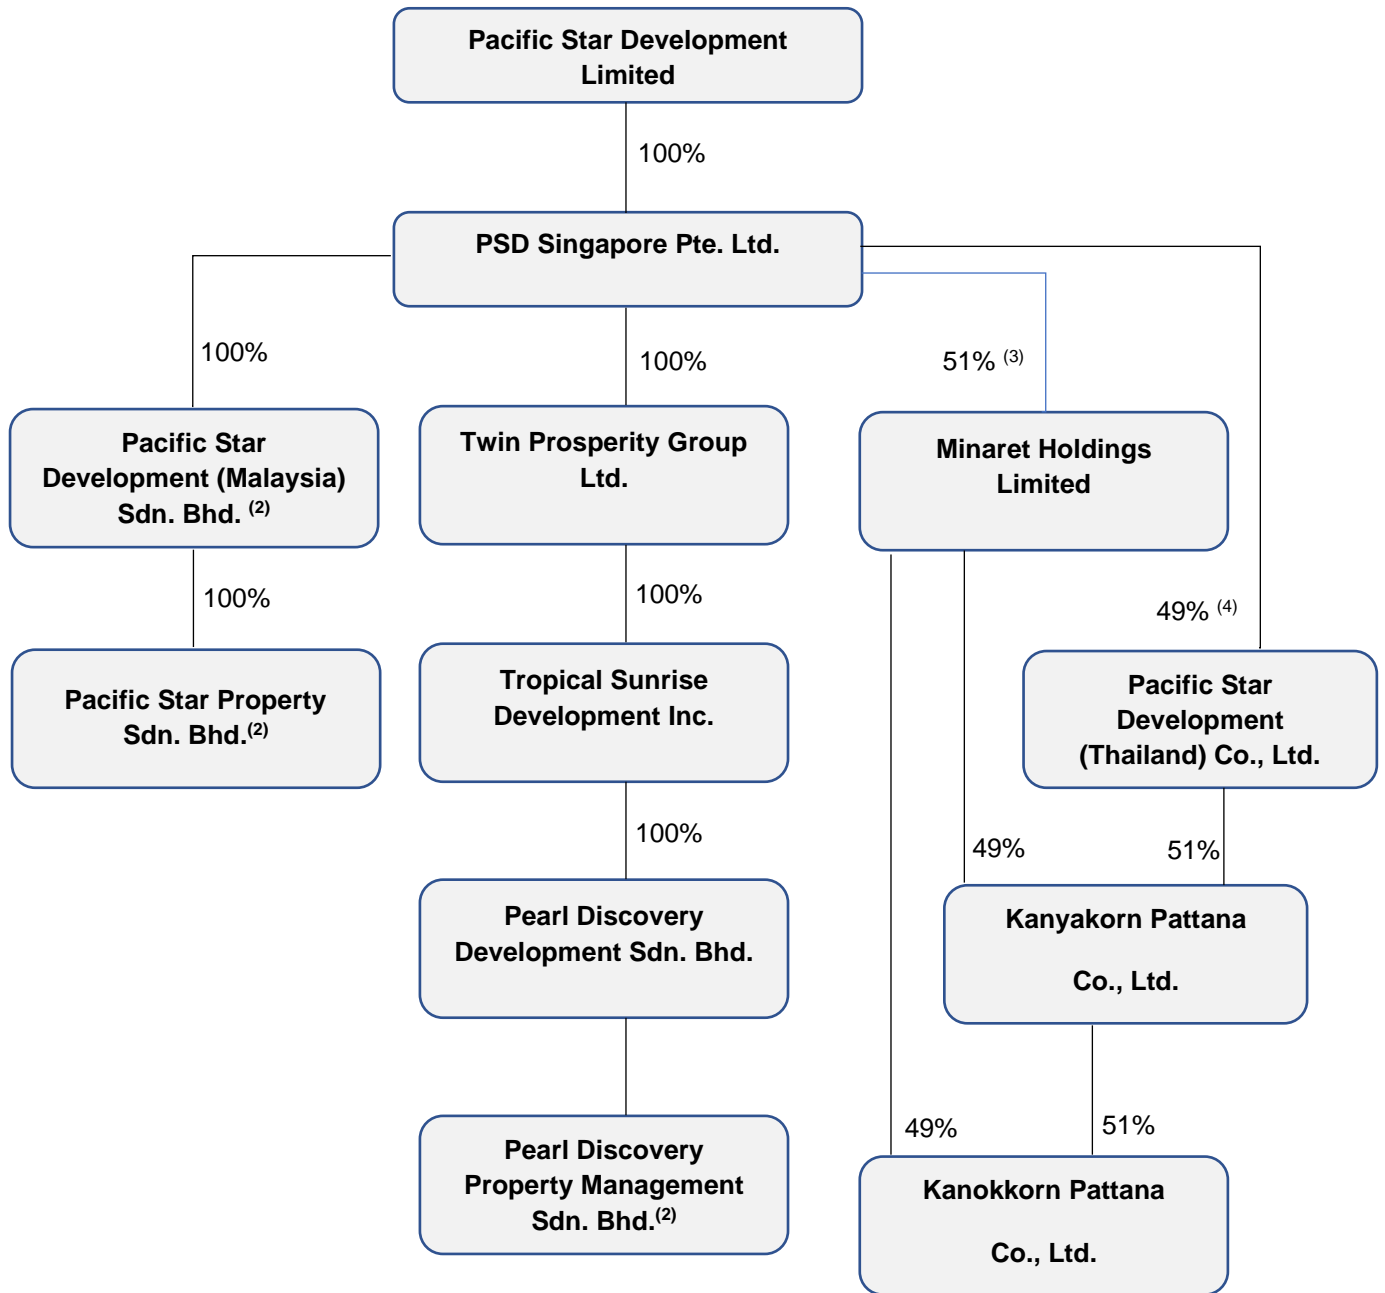 Pacific Star Development
Limited
100%
PSD Singapore Pte. Ltd.
100%
100%
51% (3)
Pacific Star
Development (Malaysia)
Sdn. Bhd. (2)
Twin Prosperity Group
Ltd.
Minaret Holdings
Limited
100%
100%
49% (4)
Pacific Star Property
Sdn. Bhd.(2)
Tropical Sunrise
Development Inc.
Pacific Star
Development
(Thailand) Co., Ltd.
100%
49%
51%
Pearl Discovery
Development Sdn. Bhd.
Kanyakorn Pattana
Co., Ltd.
49%
51%
Pearl Discovery
Property Management
Sdn. Bhd.(2)
Kanokkorn Pattana
Co., Ltd.